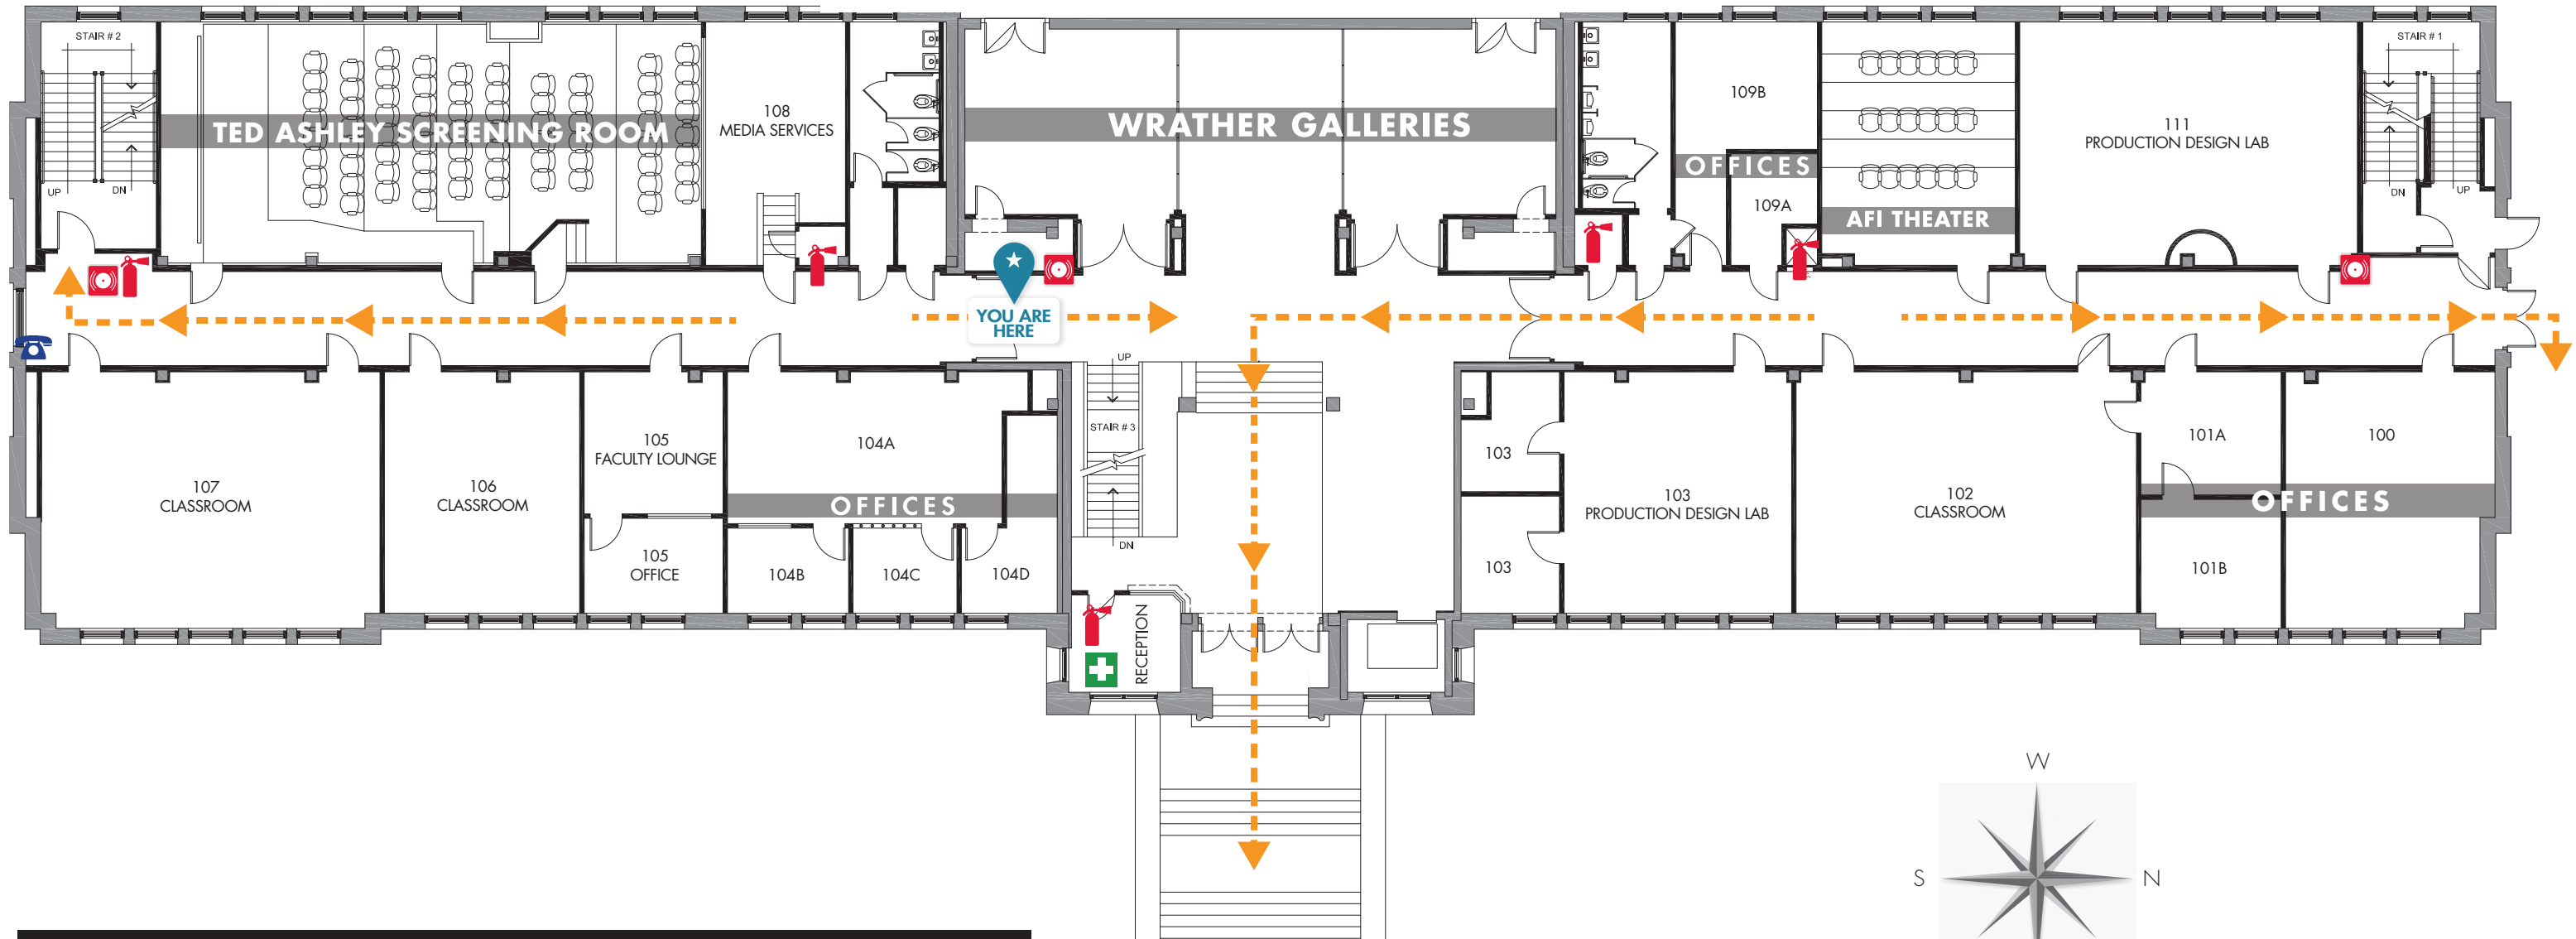 STAIR # 2
UP
DN
TED ASHLEY SCREENING ROOM
108
MEDIA SERVICES
WRATHER GALLERIES
109B
OFFICES
109A
AFI THEATER
111
PRODUCTION DESIGN LAB
STAIR # 1
DN
UP
YOU ARE
HERE
107
CLASSROOM
106
CLASSROOM
105
FACULTY LOUNGE
105
OFFICE
104A
OFFICES
104B
104C
104D
UP
STAIR # 3
DN
RECEPTION
103
103
103
PRODUCTION DESIGN LAB
102
CLASSROOM
101A
100
OFFICES
101B
W
S
N